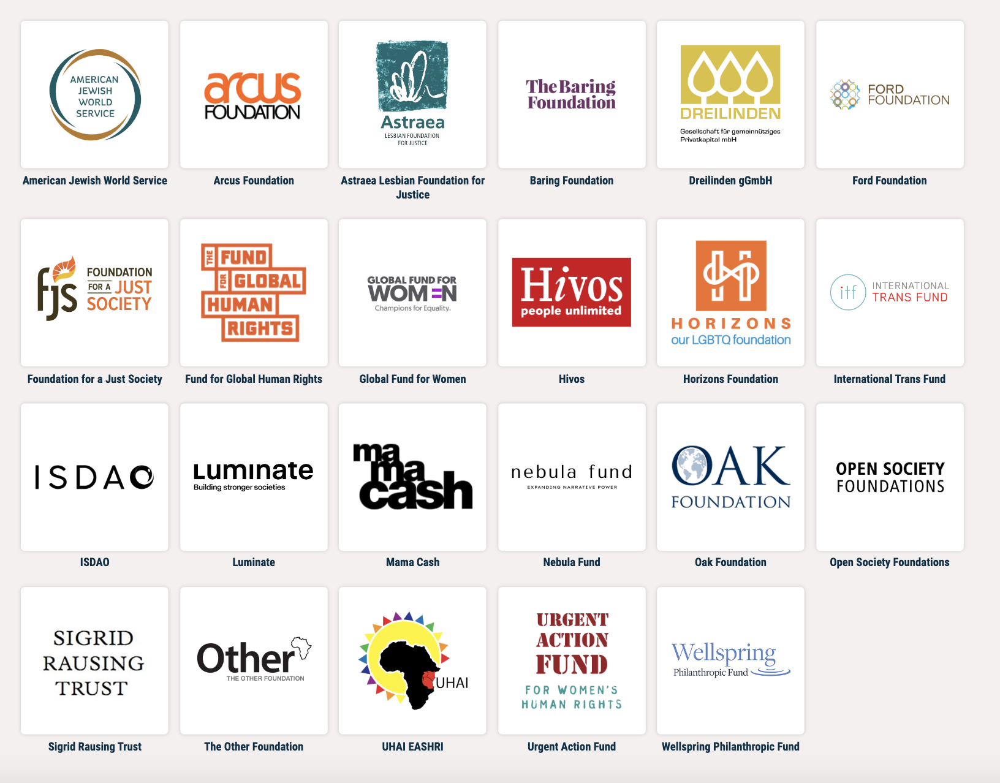 AMERICAN
JEWISH
WORLD
SERVICE
American Jewish World Service
arcus
FOUNDATION
Arcus Foundation
Astraea
LESBIAN FOUNDATION
FOR JUSTICE
Astraea Lesbian Foundation for
Justice
The Baring
Foundation
Baring Foundation
DREILINDEN
Gesellschaft für gemeinnütziges
Privatkapital mbH
Dreilinden gGmbH
FORD
FOUNDATION
Ford Foundation
fjs
FOUNDATION
FOR A JUST
SOCIETY
Foundation for a Just Society
THE FUND
FOR GLOBAL
HUMAN
RIGHTS
Fund for Global Human Rights
GLOBAL FUND FOR
WOMEN
Champions for Equality™
Global Fund for Women
Hivos
people unlimited
Hivos
H
HORIZONS
our LGBTQ foundation
Horizons Foundation
itf
INTERNATIONAL
TRANS FUND
International Trans Fund
ISDAO
ISDAO
Luminate
Building stronger societies
Luminate
ma
ma
cash
Mama Cash
nebula fund
EXPANDING NARRATIVE POWER
Nebula Fund
OAK
FOUNDATION
Oak Foundation
OPEN SOCIETY
FOUNDATIONS
Open Society Foundations
SIGRID
RAUSING
TRUST
Sigrid Rausing Trust
Other
THE OTHER FOUNDATION
The Other Foundation
UHAI
UHAI EASHRI
URGENT
ACTION
FUND
FOR WOMEN'S
HUMAN RIGHTS
Urgent Action Fund
Wellspring
Philanthropic Fund
Wellspring Philanthropic Fund